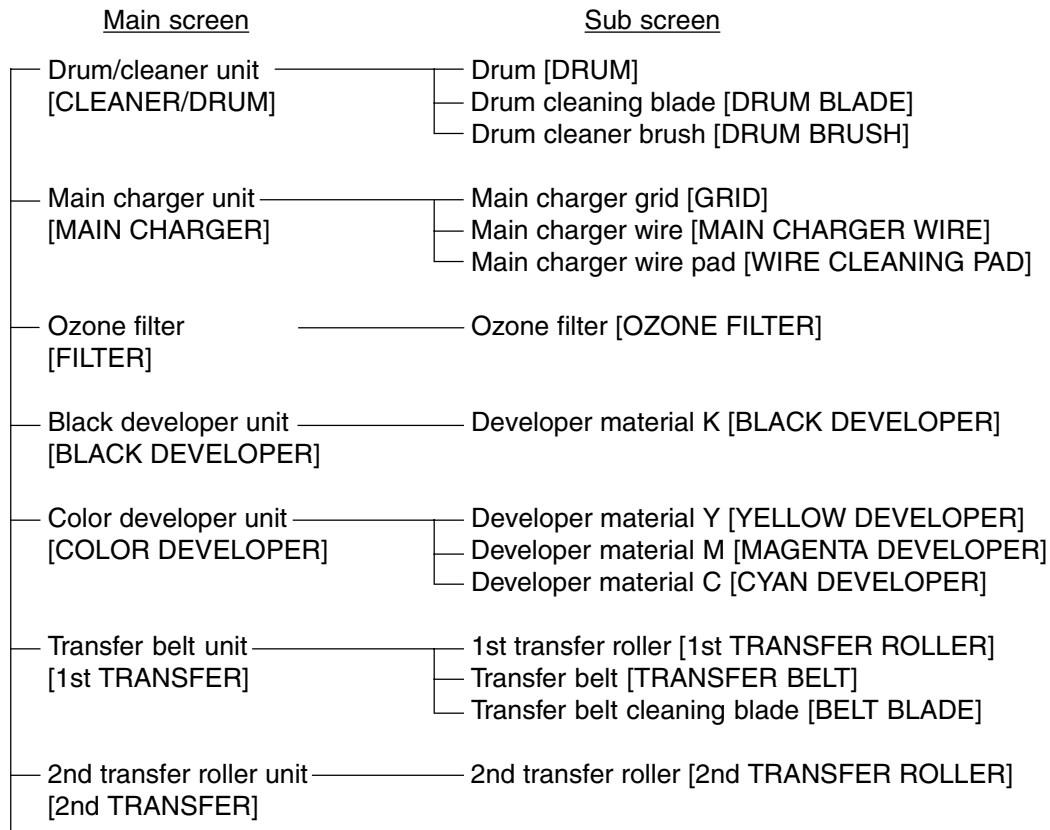 Main screen Sub screen
Drum/cleaner unit Drum [DRUM]
[CLEANER/DRUM] Drum cleaning blade [DRUM BLADE]
Drum cleaner brush [DRUM BRUSH]
Main charger unit Main charger grid [GRID]
[MAIN CHARGER] Main charger wire [MAIN CHARGER WIRE]
Main charger wire pad [WIRE CLEANING PAD]
Ozone filter Ozone filter [OZONE FILTER]
[FILTER]
Black developer unit Developer material K [BLACK DEVELOPER]
[BLACK DEVELOPER]
Color developer unit Developer material Y [YELLOW DEVELOPER]
[COLOR DEVELOPER] Developer material M [MAGENTA DEVELOPER]
Developer material C [CYAN DEVELOPER]
Transfer belt unit 1st transfer roller [1st TRANSFER ROLLER]
[1st TRANSFER] Transfer belt [TRANSFER BELT]
Transfer belt cleaning blade [BELT BLADE]
2nd transfer roller unit 2nd transfer roller [2nd TRANSFER ROLLER]
[2nd TRANSFER]